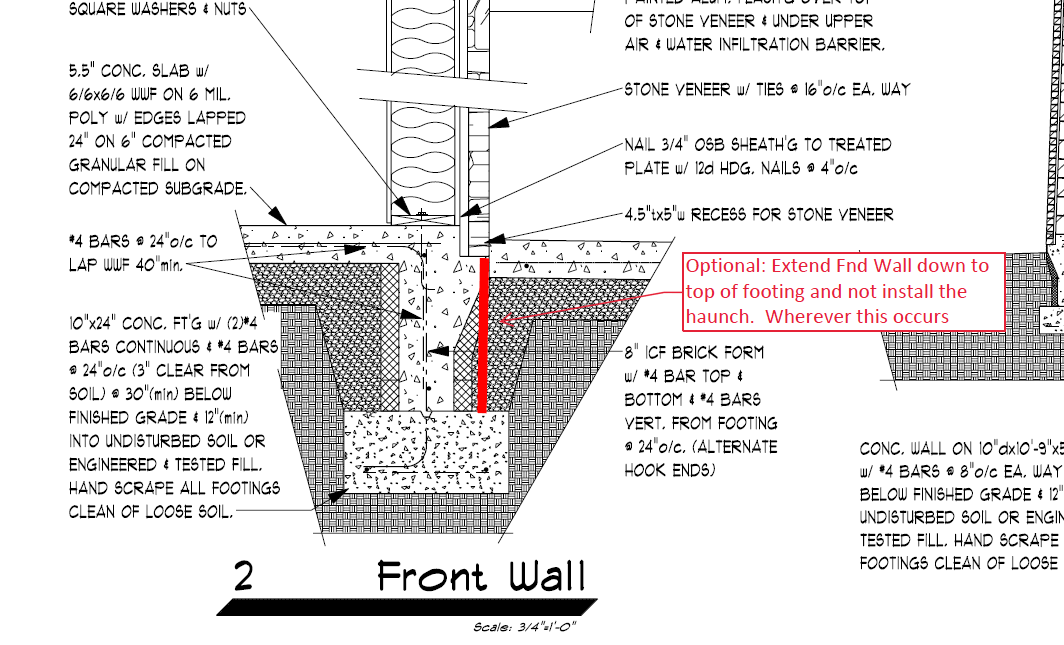 SQUARE WASHERS & NUTS
5.5" CONC. SLAB w/
6/6x6/6 WWF ON 6 MIL.
POLY w/ EDGES LAPPED
24" ON 6" COMPACTED
GRANULAR FILL ON
COMPACTED SUBGRADE.
#4 BARS @ 24"o/c TO
LAP WWF 40"min.
10"x24" CONC. FT'G w/ (2)#4
BARS CONTINUOUS & #4 BARS
@ 24"o/c (3" CLEAR FROM
SOIL) @ 30"(min) BELOW
FINISHED GRADE & 12"(min)
INTO UNDISTURBED SOIL OR
ENGINEERED & TESTED FILL.
HAND SCRAPE ALL FOOTINGS
CLEAN OF LOOSE SOIL.
PAINTED ALUM. FLASH'G OVER TOP
OF STONE VENEER & UNDER UPPER
AIR & WATER INFILTRATION BARRIER.
STONE VENEER w/ TIES @ 16"o/c EA. WAY
NAIL 3/4" OSB SHEATH'G TO TREATED
PLATE w/ 12d HDG. NAILS @ 4"o/c
4.5"tx5"w RECESS FOR STONE VENEER
Optional: Extend Fnd Wall down to
top of footing and not install the
haunch.  Wherever this occurs
8" ICF BRICK FORM
w/ #4 BAR TOP &
BOTTOM & #4 BARS
VERT. FROM FOOTING
@ 24"o/c. (ALTERNATE
HOOK ENDS)
CONC. WALL ON 10"dx10'-9"x
w/ #4 BARS @ 8"o/c EA. WAY
BELOW FINISHED GRADE & 12"
UNDISTURBED SOIL OR ENGIN
TESTED FILL. HAND SCRAPE
FOOTINGS CLEAN OF LOOSE
2 Front Wall
Scale: 3/4"=1'-0"